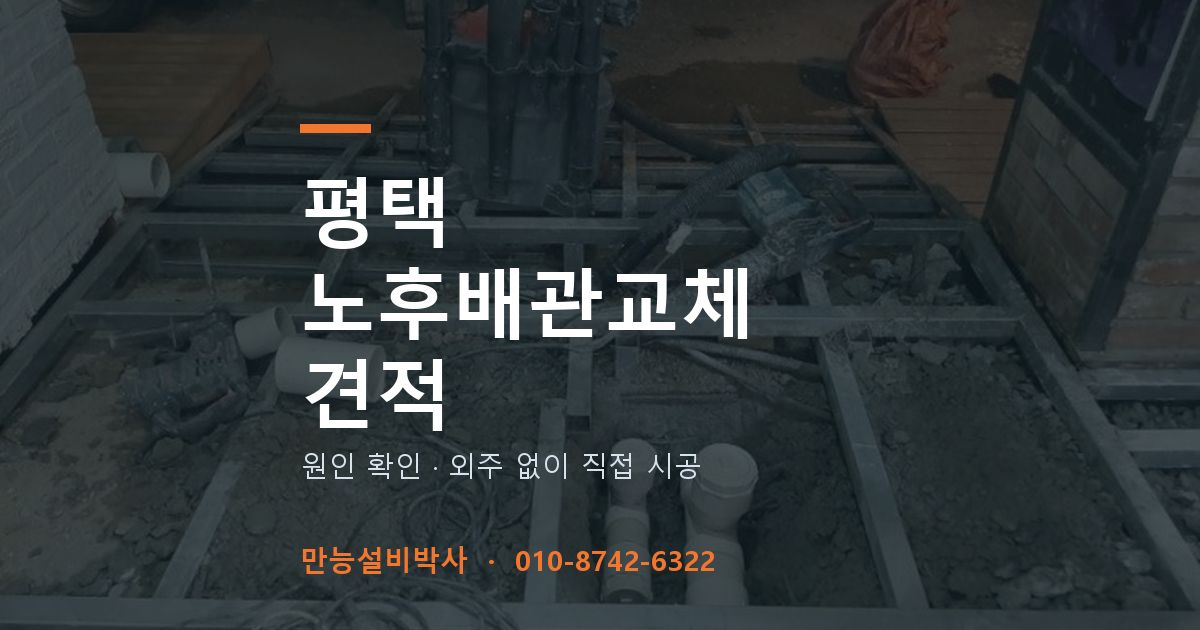 평택
노후배관교체
견적
원인 확인 · 외주 없이 직접 시공
만능설비박사 · 010-8742-6322